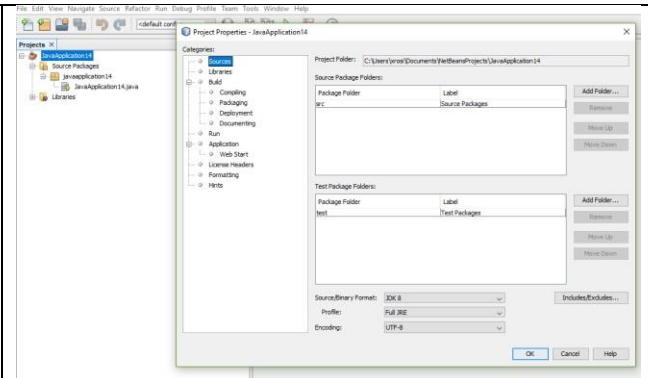 File Edit View Navigate Source Refactor Run Debug Profile Team Tools Window Help
<default conf
Projects
JavaApplication14
Source Packages
javaapplication14
JavaApplication14.java
Libraries
Project Properties - JavaApplication14
Categories:
Sources
Libraries
Build
Compiling
Packaging
Deployment
Documenting
Run
Application
Web Start
License Headers
Formatting
Hints
Project Folder: C:\Users\pros\Documents\NetBeansProjects\JavaApplication14
Source Package Folders:
Package Folder Label
src Source Packages
Add Folder...
Remove
Move Up
Move Down
Test Package Folders:
Package Folder Label
test Test Packages
Add Folder...
Remove
Move Up
Move Down
Source/Binary Format: JDK 8 Includes/Excludes...
Profile: Full JRE
Encoding: UTF-8
OK Cancel Help